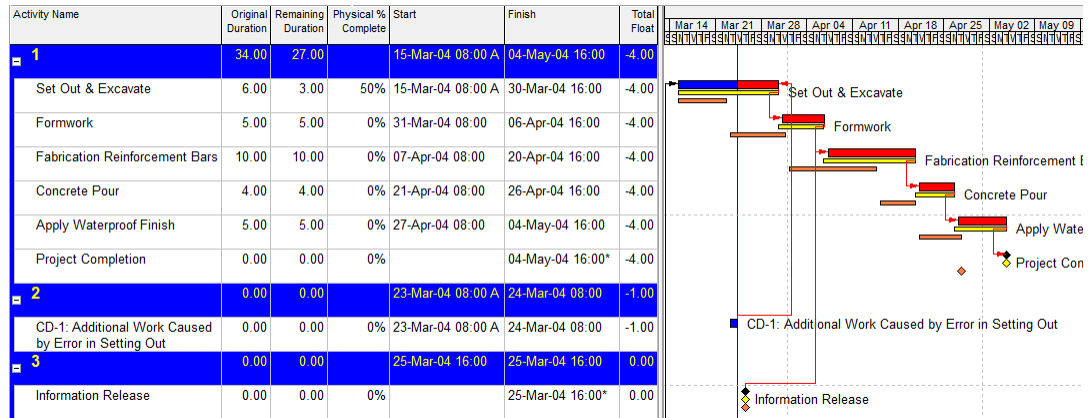 Activity Name Original Duration Remaining Duration Physical % Complete Start Finish Total Float
Mar 14 Mar 21 Mar 28 Apr 04 Apr 11 Apr 18 Apr 25 May 02 May 09
1 34.00 27.00 15-Mar-04 08:00 A 04-May-04 16:00 -4.00
Set Out & Excavate 6.00 3.00 50% 15-Mar-04 08:00 A 30-Mar-04 16:00 -4.00 Set Out & Excavate
Formwork 5.00 5.00 0% 31-Mar-04 08:00 06-Apr-04 16:00 -4.00 Formwork
Fabrication Reinforcement Bars 10.00 10.00 0% 07-Apr-04 08:00 20-Apr-04 16:00 -4.00 Fabrication Reinforcement
Concrete Pour 4.00 4.00 0% 21-Apr-04 08:00 26-Apr-04 16:00 -4.00 Concrete Pour
Apply Waterproof Finish 5.00 5.00 0% 27-Apr-04 08:00 04-May-04 16:00 -4.00 Apply Wate
Project Completion 0.00 0.00 0% 04-May-04 16:00* -4.00 Project Con
2 0.00 0.00 23-Mar-04 08:00 A 24-Mar-04 08:00 -1.00
CD-1: Additional Work Caused by Error in Setting Out 0.00 0.00 0% 23-Mar-04 08:00 A 24-Mar-04 08:00 -1.00 CD-1: Additional Work Caused by Error in Setting Out
3 0.00 0.00 25-Mar-04 16:00 25-Mar-04 16:00 0.00
Information Release 0.00 0.00 0% 25-Mar-04 16:00* 0.00 Information Release